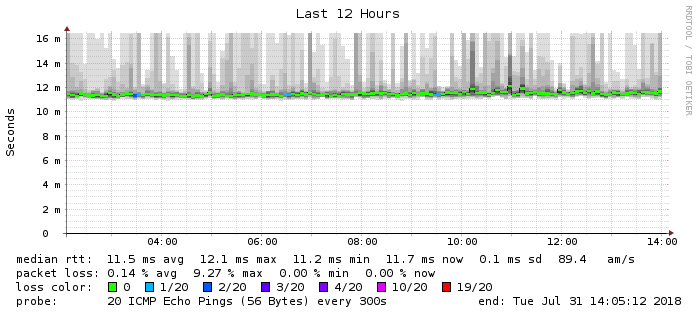 Last 12 Hours
RRDTOOL / TOBI OETIKER
Seconds
16 m
14 m
12 m
10 m
8 m
6 m
4 m
2 m
0
04:00 06:00 08:00 10:00 12:00 14:00
median rtt: 11.5 ms avg 12.1 ms max 11.2 ms min 11.7 ms now 0.1 ms sd 89.4 am/s
packet loss: 0.14 % avg 9.27 % max 0.00 % min 0.00 % now
loss color: 0 1/20 2/20 3/20 4/20 10/20 19/20
probe: 20 ICMP Echo Pings (56 Bytes) every 300s end: Tue Jul 31 14:05:12 2018